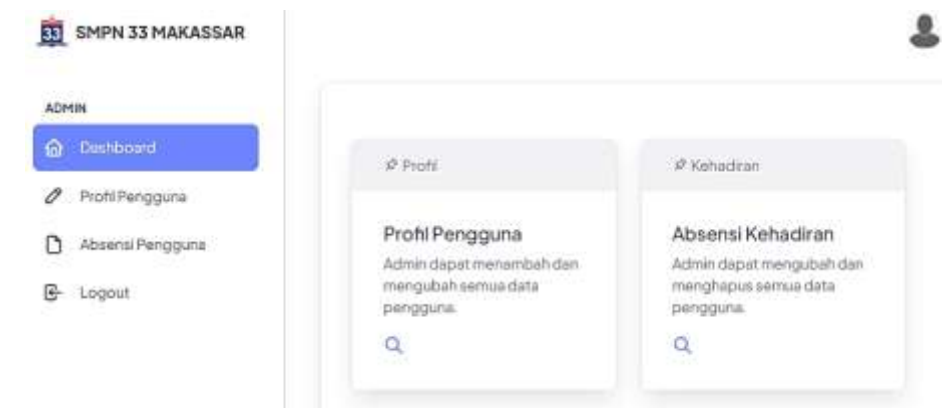 33 SMPN 33 MAKASSAR
ADMIN
Dashboard
Profil Pengguna
Absensi Pengguna
Logout
Profil
Profil Pengguna
Admin dapat menambah dan
mengubah semua data
pengguna.
Kehadiran
Absensi Kehadiran
Admin dapat mengubah dan
menghapus semua data
pengguna.